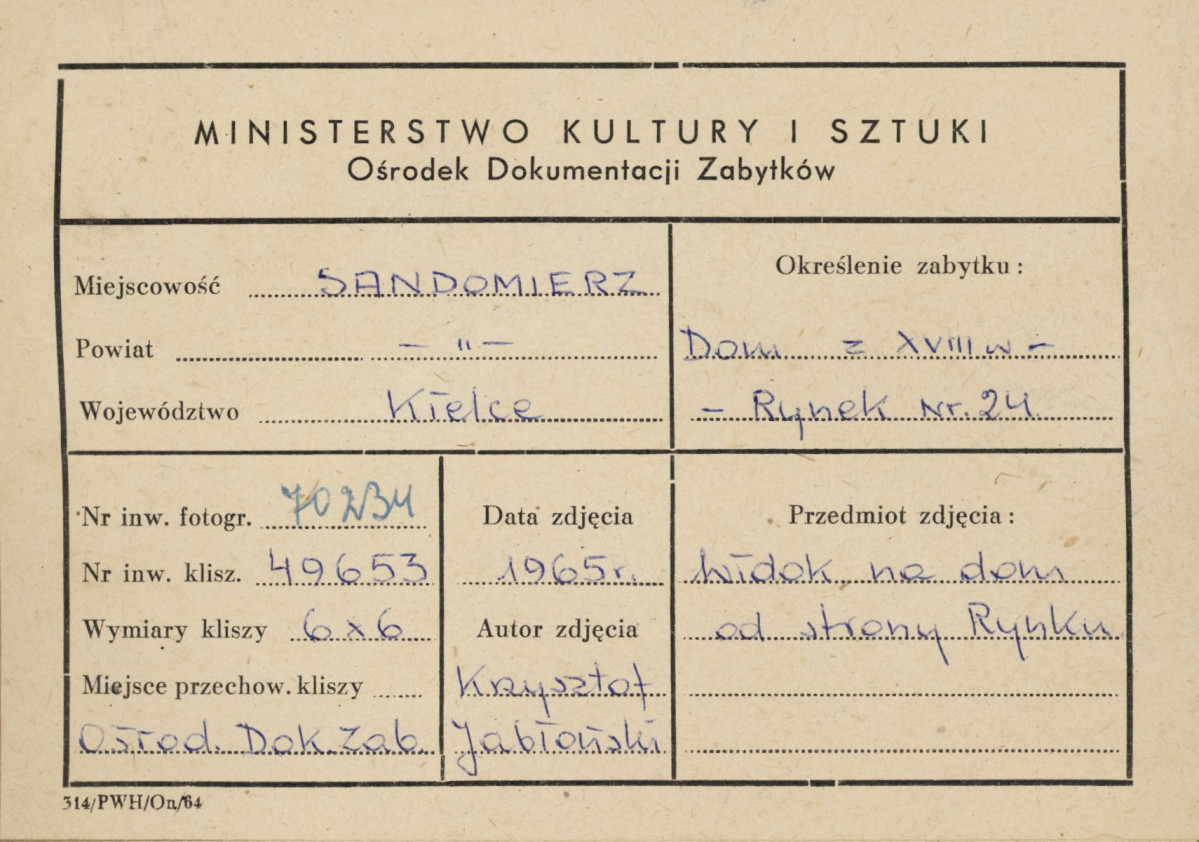 MINISTERSTWO KULTURY I SZTUKI
Ośrodek Dokumentacji Zabytków
Miejscowość SANDOMIERZ
Powiat — " —
Województwo Kielce
Określenie zabytku:
Dom z XVIII w –
– Rynek Nr. 24
Nr inw. fotogr. 70234
Nr inw. klisz. 49653
Wymiary kliszy 6 x 6
Miejsce przechow. kliszy
Ośrod. Dok. Zab.
Data zdjęcia
1965 r.
Autor zdjęcia
Krzysztof
Jabłoński
Przedmiot zdjęcia:
Widok na dom
od strony Rynku
314/PWH/On/64